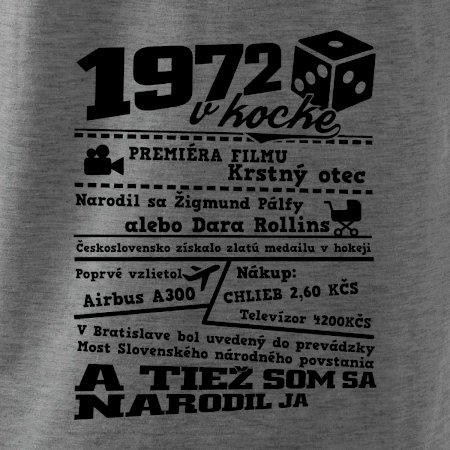 1972
v kocke
PREMIÉRA FILMU
Krstný otec
Narodil sa Žigmund Pálfy
alebo Dara Rollins
Československo získalo zlatú medailu v hokeji
Poprvé vzlietol
Airbus A300
Nákup:
CHLIEB 2,60 KČS
Televízor 4200KČS
V Bratislave bol uvedený do prevádzky
Most Slovenského národného povstania
A TIEŽ SOM SA
NARODIL JA